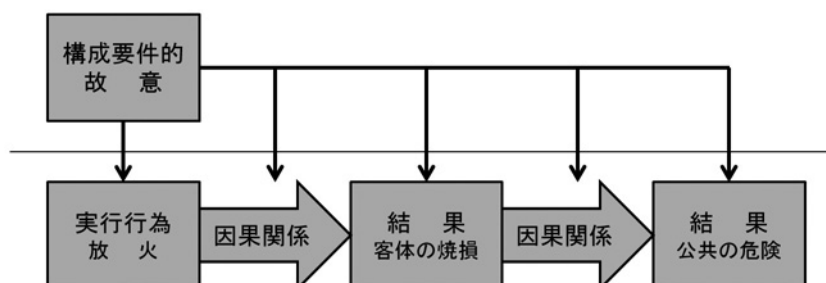 構成要件的
故　意
実行行為
放　火
因果関係
結　果
客体の焼損
因果関係
結　果
公共の危険